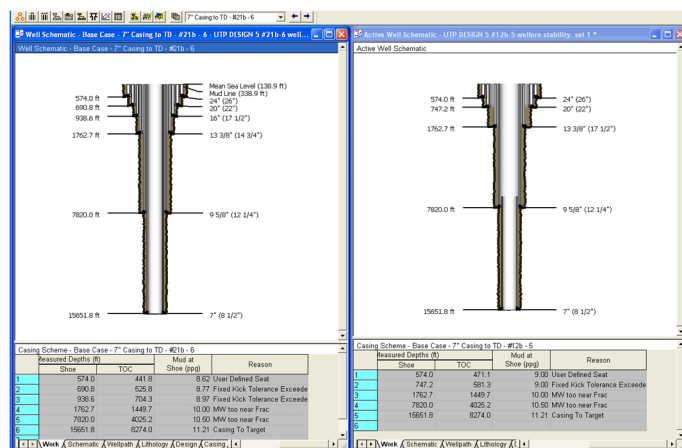 7" Casing to TD - #21b - 6
Well Schematic - Base Case - 7" Casing to TD - #21b - 6 - UTP DESIGN 5 #21b-6 well...
Well Schematic - Base Case - 7" Casing to TD - #21b - 6
Mean Sea Level (138.9 ft)
Mud Line (338.9 ft)
574.0 ft 24" (26")
690.8 ft 20" (22")
938.6 ft 16" (17 1/2")
1762.7 ft 13 3/8" (14 3/4")
7820.0 ft 9 5/8" (12 1/4")
15651.8 ft 7" (8 1/2")
Casing Scheme - Base Case - 7" Casing to TD - #21b - 6
Measured Depths (ft) Mud at Shoe (ppg) Reason
Shoe TOC
1 574.0 441.8 8.62 User Defined Seat
2 690.8 525.8 8.77 Fixed Kick Tolerance Exceede
3 938.6 704.3 8.97 Fixed Kick Tolerance Exceede
4 1762.7 1449.7 10.00 MW too near Frac
5 7820.0 4025.2 10.50 MW too near Frac
6 15651.8 8274.0 11.21 Casing To Target
Work Schematic Wellpath Lithology Design Casing
Active Well Schematic - UTP DESIGN 5 #12b-5 wellore stability, set 1 *
Active Well Schematic
574.0 ft 24" (26")
747.2 ft 20" (22")
1762.7 ft 13 3/8" (17 1/2")
7820.0 ft 9 5/8" (12 1/4")
15651.8 ft 7" (8 1/2")
Casing Scheme - Base Case - 7" Casing to TD - #12b - 5
Measured Depths (ft) Mud at Shoe (ppg) Reason
Shoe TOC
1 574.0 471.1 9.00 User Defined Seat
2 747.2 581.3 9.00 Fixed Kick Tolerance Exceede
3 1762.7 1449.7 10.00 MW too near Frac
4 7820.0 4025.2 10.50 MW too near Frac
5 15651.8 8274.0 11.21 Casing To Target
6
Work Schematic Wellpath Lithology